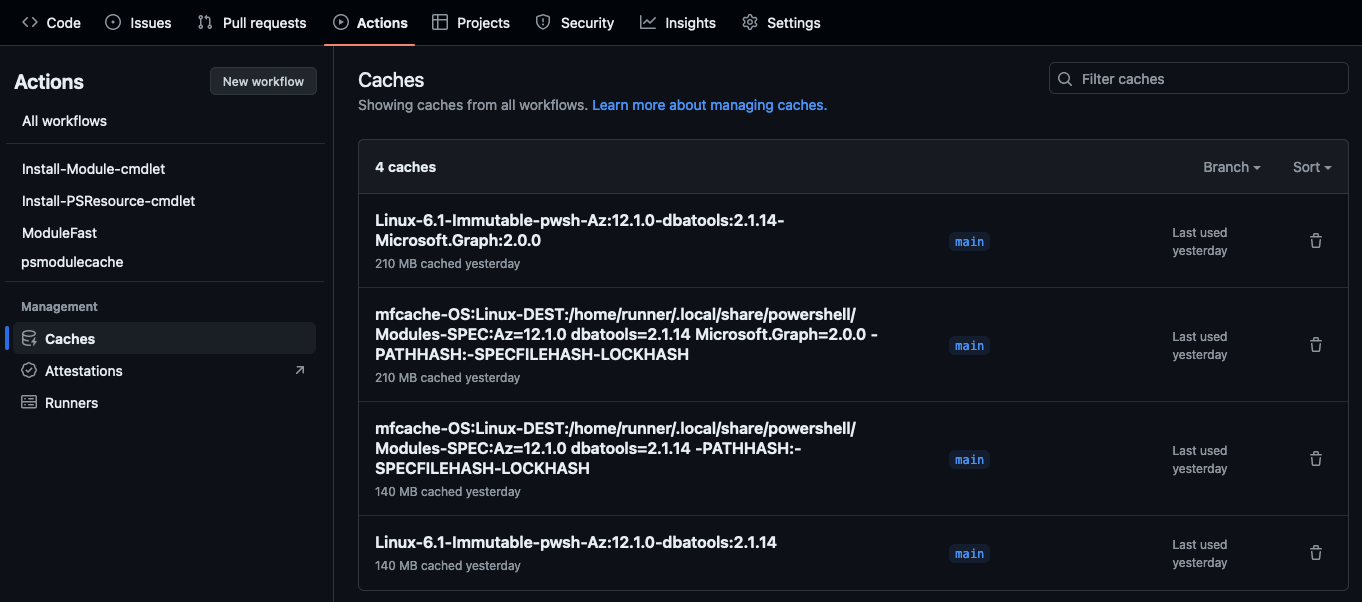 Code Issues Pull requests Actions Projects Security Insights Settings
Actions
New workflow
All workflows
Install-Module-cmdlet
Install-PSResource-cmdlet
ModuleFast
psmodulecache
Management
Caches
Attestations
Runners
Caches
Filter caches
Showing caches from all workflows. Learn more about managing caches.
4 caches
Branch
Sort
Linux-6.1-Immutable-pwsh-Az:12.1.0-dbatools:2.1.14-
Microsoft.Graph:2.0.0
210 MB cached yesterday
main
Last used
yesterday
mfcache-OS:Linux-DEST:/home/runner/.local/share/powershell/
Modules-SPEC:Az=12.1.0 dbatools=2.1.14 Microsoft.Graph=2.0.0 -
PATHHASH:-SPECFILEHASH-LOCKHASH
210 MB cached yesterday
main
Last used
yesterday
mfcache-OS:Linux-DEST:/home/runner/.local/share/powershell/
Modules-SPEC:Az=12.1.0 dbatools=2.1.14 -PATHHASH:-
SPECFILEHASH-LOCKHASH
140 MB cached yesterday
main
Last used
yesterday
Linux-6.1-Immutable-pwsh-Az:12.1.0-dbatools:2.1.14
140 MB cached yesterday
main
Last used
yesterday